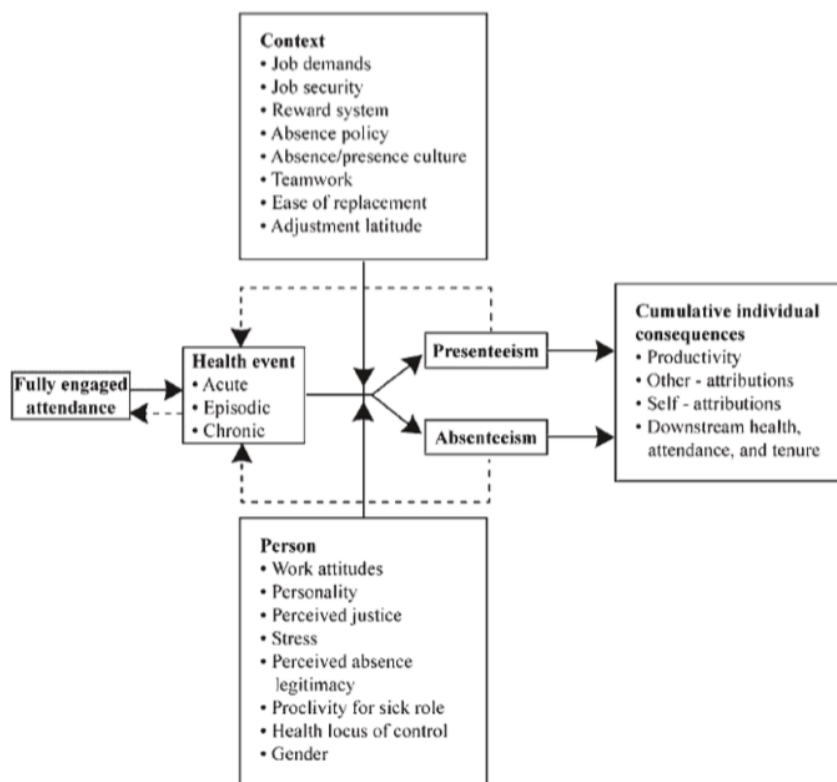 Context
• Job demands
• Job security
• Reward system
• Absence policy
• Absence/presence culture
• Teamwork
• Ease of replacement
• Adjustment latitude
Fully engaged
attendance
Health event
• Acute
• Episodic
• Chronic
Presenteeism
Absenteeism
Cumulative individual
consequences
• Productivity
• Other - attributions
• Self - attributions
• Downstream health,
attendance, and tenure
Person
• Work attitudes
• Personality
• Perceived justice
• Stress
• Perceived absence
legitimacy
• Proclivity for sick role
• Health locus of control
• Gender